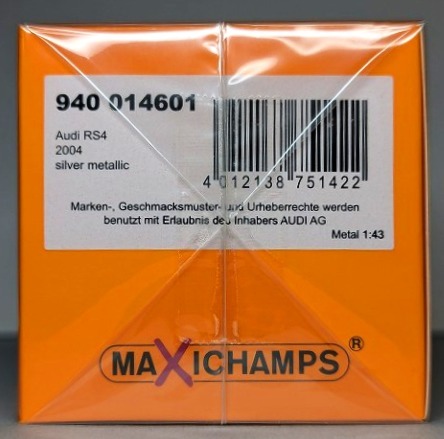 940 014601
Audi RS4
2004
silver metallic
4 012138 751422
Marken-, Geschmacksmuster- und Urheberrechte werden
benutzt mit Erlaubnis des Inhabers AUDI AG
Metal 1:43
MAXICHAMPS®